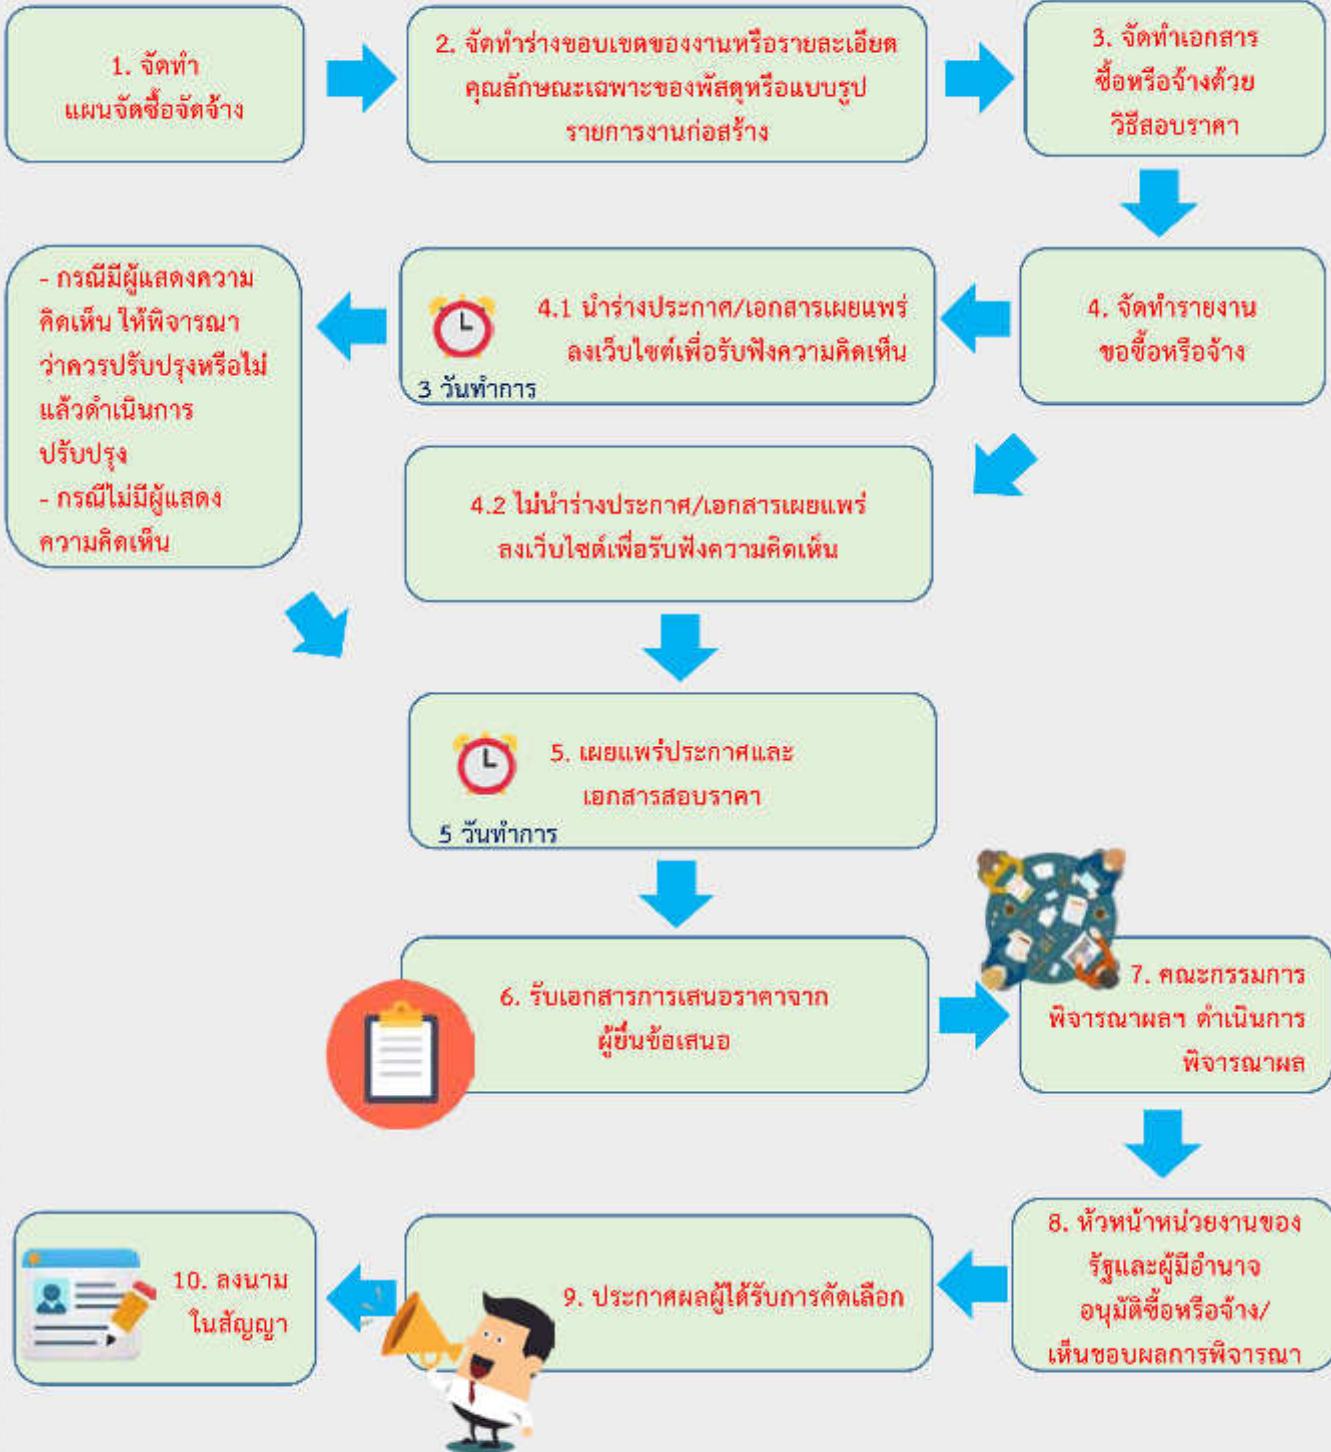 1. จัดทำ
แผนจัดซื้อจัดจ้าง
2. จัดทำร่างขอบเขตของงานหรือรายละเอียด
คุณลักษณะเฉพาะของพัสดุหรือแบบรูป
รายการงานก่อสร้าง
3. จัดทำเอกสาร
ซื้อหรือจ้างด้วย
วิธีสอบราคา
4. จัดทำรายงาน
ขอซื้อหรือจ้าง
4.1 นำร่างประกาศ/เอกสารเผยแพร่
ลงเว็บไซต์เพื่อรับฟังความคิดเห็น
3 วันทำการ
- กรณีมีผู้แสดงความ
คิดเห็น ให้พิจารณา
ว่าควรปรับปรุงหรือไม่
แล้วดำเนินการ
ปรับปรุง
- กรณีไม่มีผู้แสดง
ความคิดเห็น
4.2 ไม่นำร่างประกาศ/เอกสารเผยแพร่
ลงเว็บไซต์เพื่อรับฟังความคิดเห็น
5. เผยแพร่ประกาศและ
เอกสารสอบราคา
5 วันทำการ
6. รับเอกสารการเสนอราคาจาก
ผู้ยื่นข้อเสนอ
7. คณะกรรมการ
พิจารณาผลฯ ดำเนินการ
พิจารณาผล
8. หัวหน้าหน่วยงานของ
รัฐและผู้มีอำนาจ
อนุมัติซื้อหรือจ้าง/
เห็นชอบผลการพิจารณา
9. ประกาศผลผู้ได้รับการคัดเลือก
10. ลงนาม
ในสัญญา